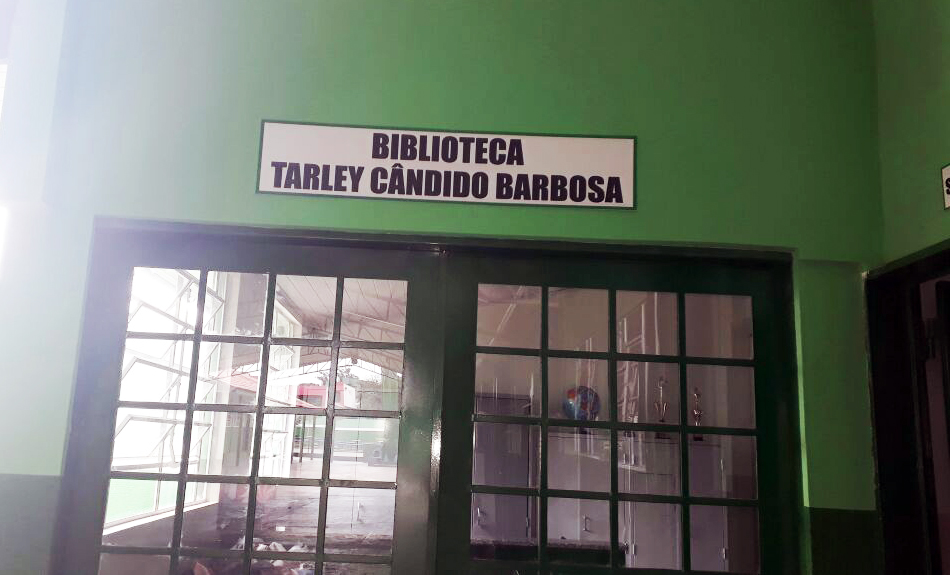 BIBLIOTECA
TARLEY CÂNDIDO BARBOSA